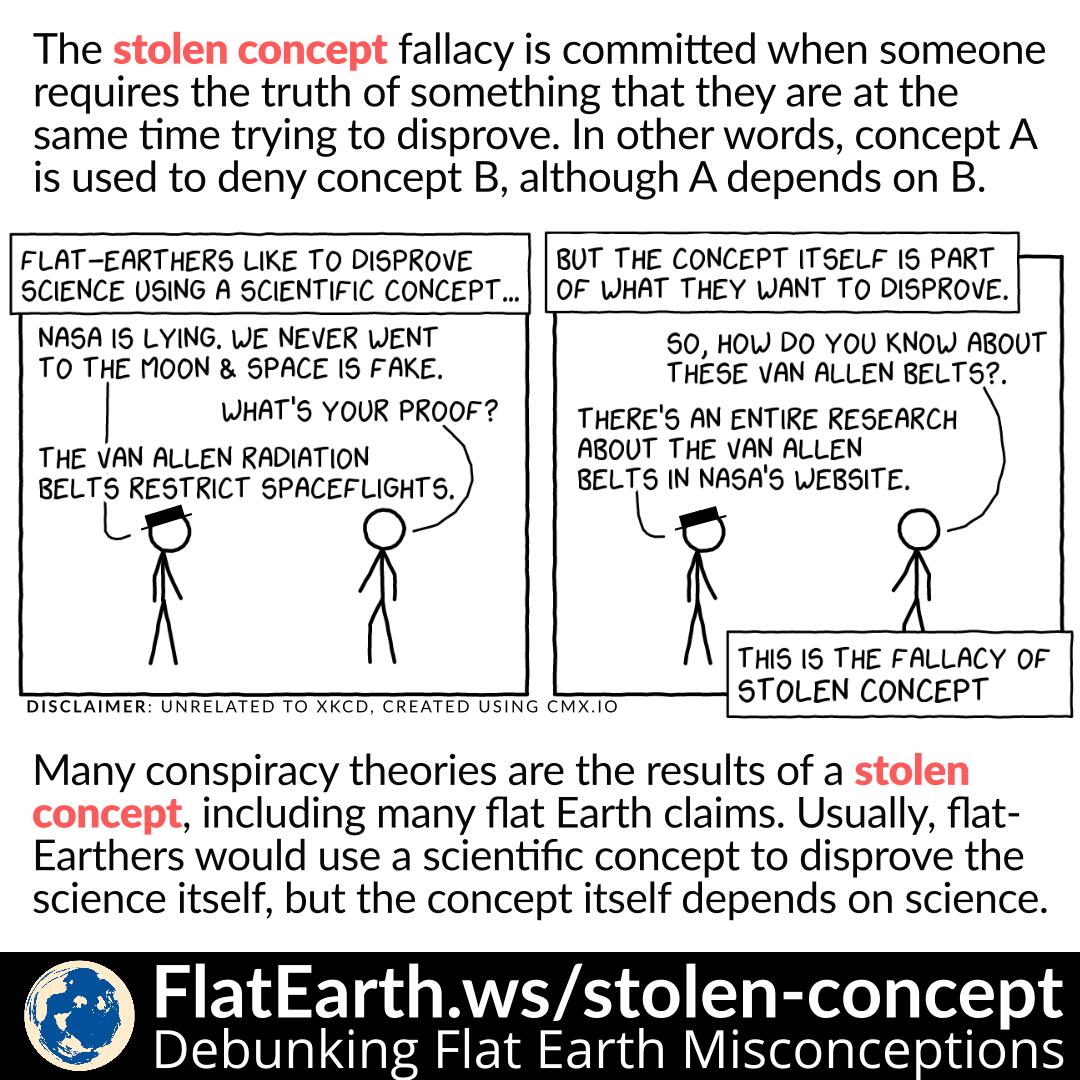 The stolen concept fallacy is committed when someone
requires the truth of something that they are at the
same time trying to disprove. In other words, concept A
is used to deny concept B, although A depends on B.
FLAT-EARTHERS LIKE TO DISPROVE
SCIENCE USING A SCIENTIFIC CONCEPT...
NASA IS LYING. WE NEVER WENT
TO THE MOON & SPACE IS FAKE.
WHAT'S YOUR PROOF?
THE VAN ALLEN RADIATION
BELTS RESTRICT SPACEFLIGHTS.
BUT THE CONCEPT ITSELF IS PART
OF WHAT THEY WANT TO DISPROVE.
SO, HOW DO YOU KNOW ABOUT
THESE VAN ALLEN BELTS?.
THERE'S AN ENTIRE RESEARCH
ABOUT THE VAN ALLEN
BELTS IN NASA'S WEBSITE.
THIS IS THE FALLACY OF
STOLEN CONCEPT
DISCLAIMER: UNRELATED TO XKCD, CREATED USING CMX.IO
Many conspiracy theories are the results of a stolen
concept, including many flat Earth claims. Usually, flat-
Earthers would use a scientific concept to disprove the
science itself, but the concept itself depends on science.
FlatEarth.ws/stolen-concept
Debunking Flat Earth Misconceptions